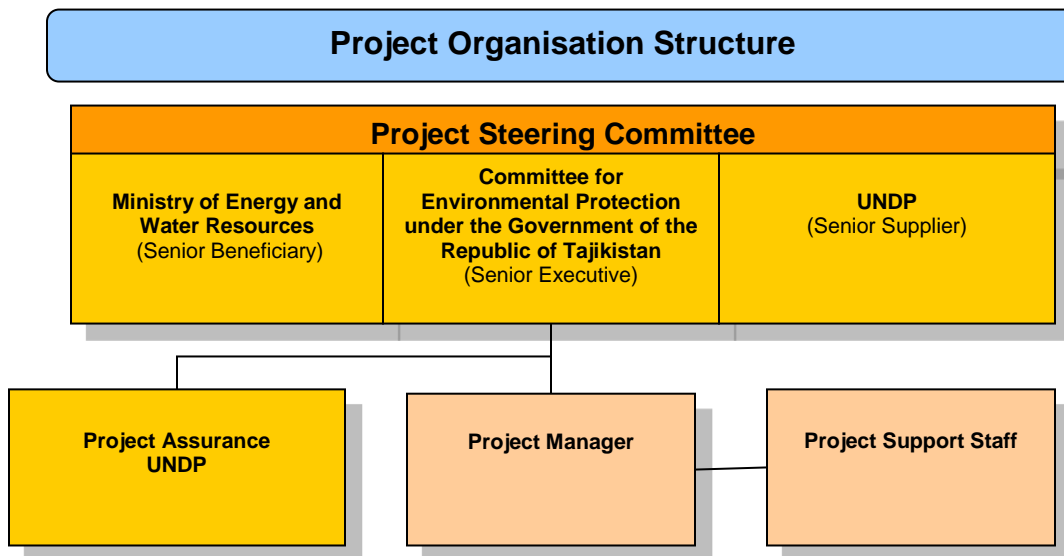 Project Organisation Structure
Project Steering Committee
Ministry of Energy and
Water Resources
(Senior Beneficiary)
Committee for
Environmental Protection
under the Government of the
Republic of Tajikistan
(Senior Executive)
UNDP
(Senior Supplier)
Project Assurance
UNDP
Project Manager
Project Support Staff